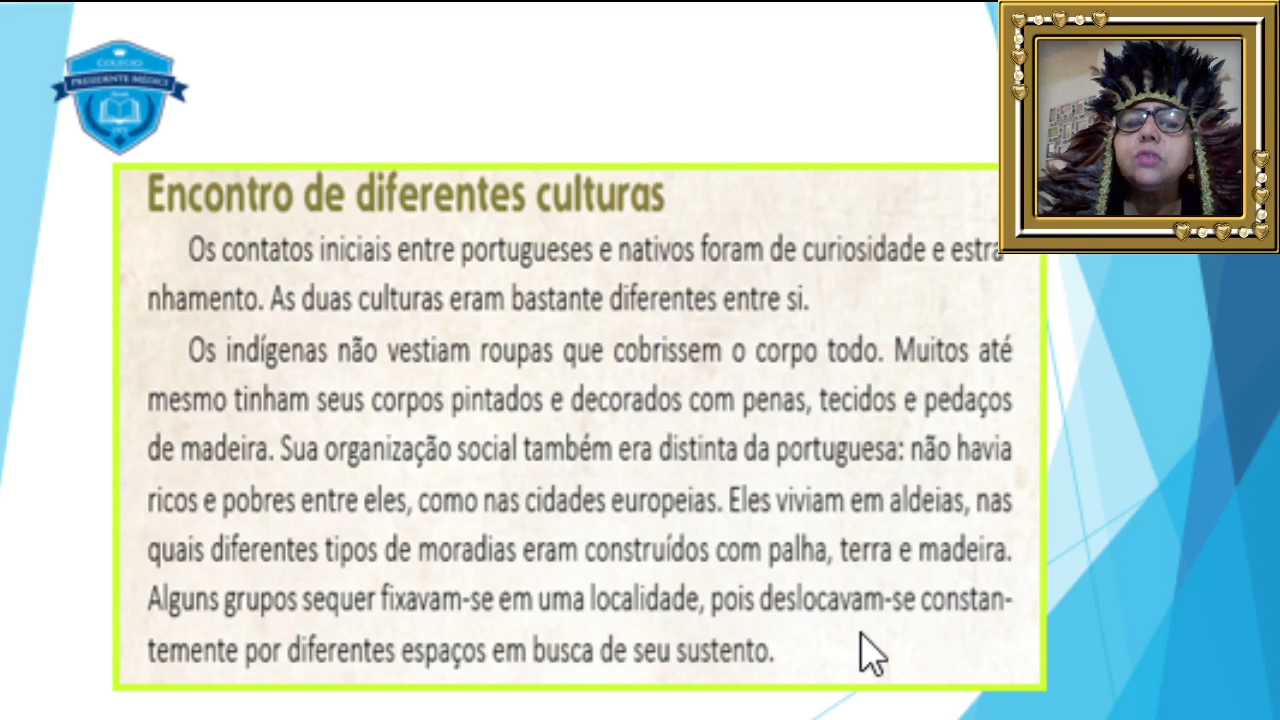 COLÉGIO
PRESIDENTE MÉDICI
Encontro de diferentes culturas
Os contatos iniciais entre portugueses e nativos foram de curiosidade e estra-
nhamento. As duas culturas eram bastante diferentes entre si.
Os indígenas não vestiam roupas que cobrissem o corpo todo. Muitos até
mesmo tinham seus corpos pintados e decorados com penas, tecidos e pedaços
de madeira. Sua organização social também era distinta da portuguesa: não havia
ricos e pobres entre eles, como nas cidades europeias. Eles viviam em aldeias, nas
quais diferentes tipos de moradias eram construídos com palha, terra e madeira.
Alguns grupos sequer fixavam-se em uma localidade, pois deslocavam-se constan-
temente por diferentes espaços em busca de seu sustento.